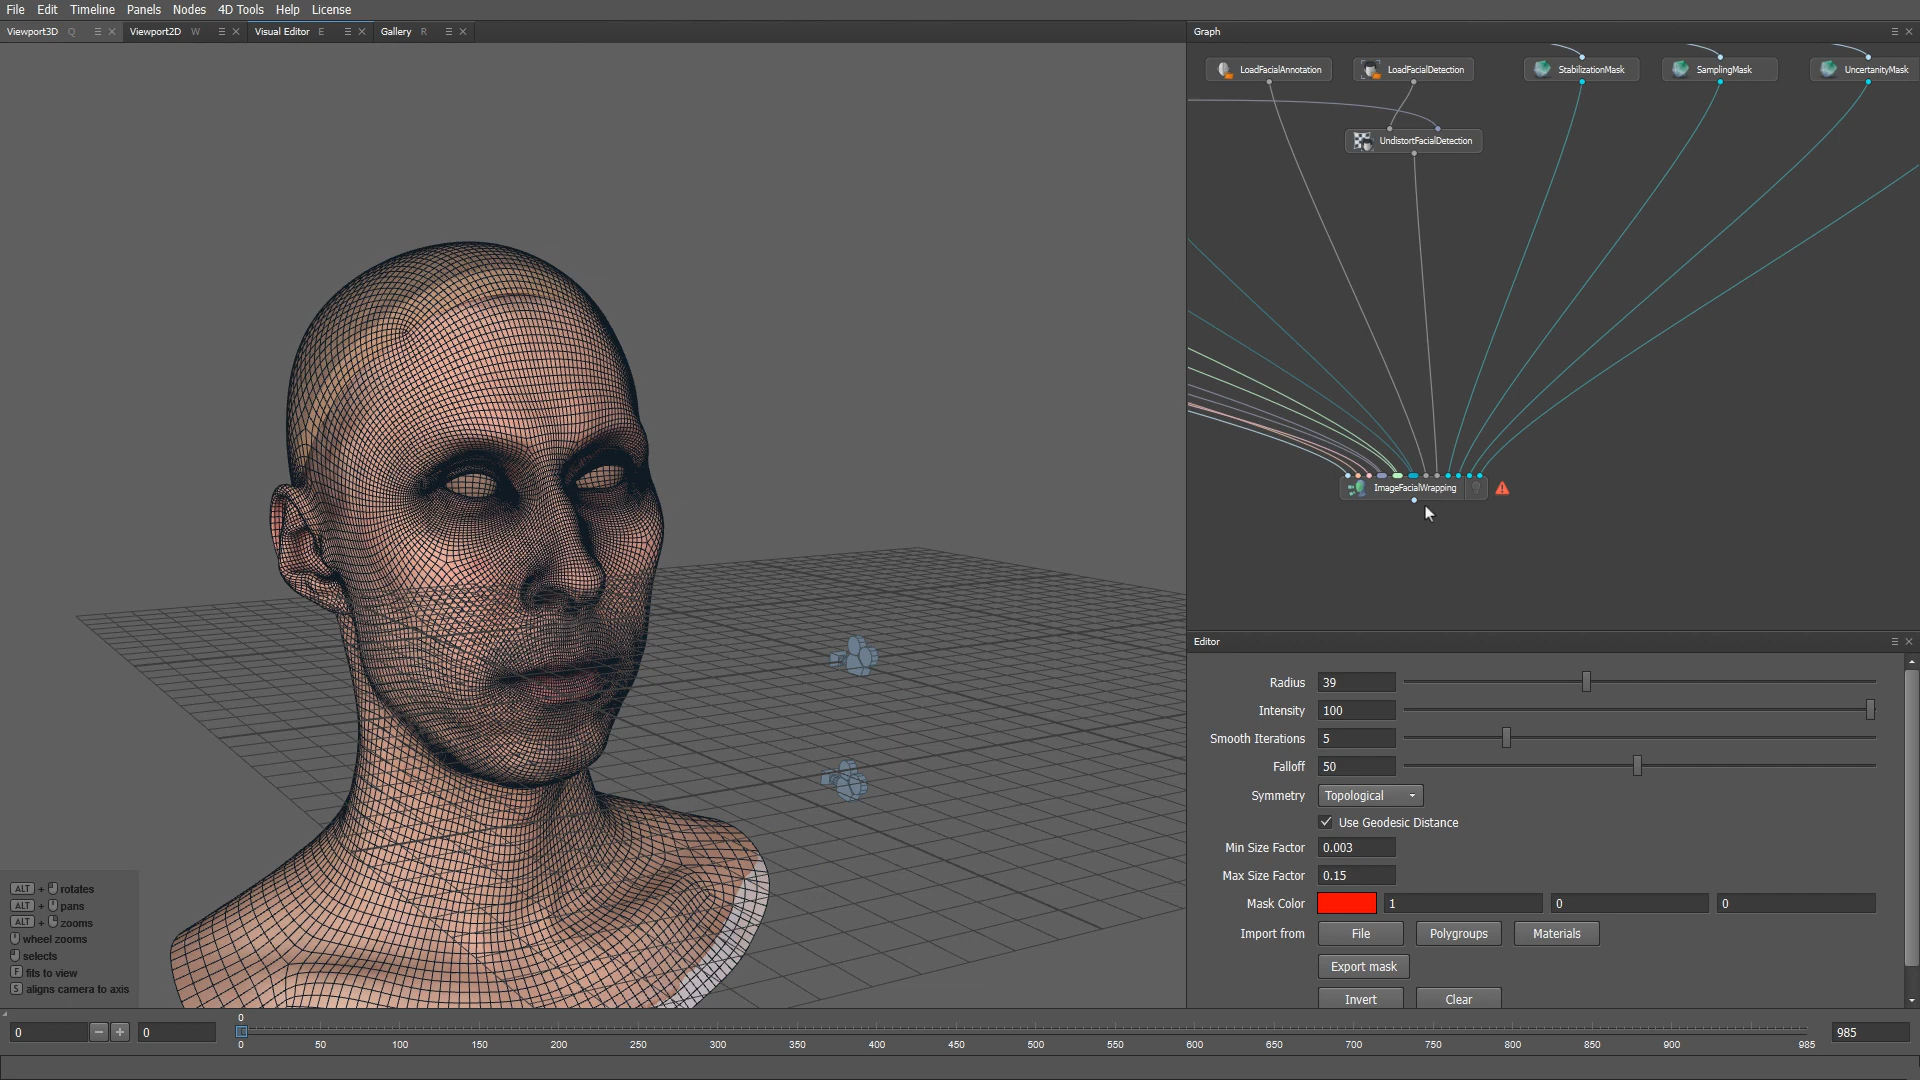 File Edit Timeline Panels Nodes 4D Tools Help License
Viewport3D Q Viewport2D W Visual Editor E Gallery R
Graph
LoadFacialAnnotation LoadFacialDetection StabilizationMask SamplingMask UncertanityMask
UndistortFacialDetection
ImageFacialWrapping
Editor
Radius 39
Intensity 100
Smooth Iterations 5
Falloff 50
Symmetry Topological
Use Geodesic Distance
Min Size Factor 0.003
Max Size Factor 0.15
Mask Color 1 0 0
Import from File Polygroups Materials
Export mask
Invert Clear
ALT + rotates
ALT + pans
ALT + zooms
wheel zooms
selects
F fits to view
S aligns camera to axis
0
0 − + 0 985
0 50 100 150 200 250 300 350 400 450 500 550 600 650 700 750 800 850 900 985